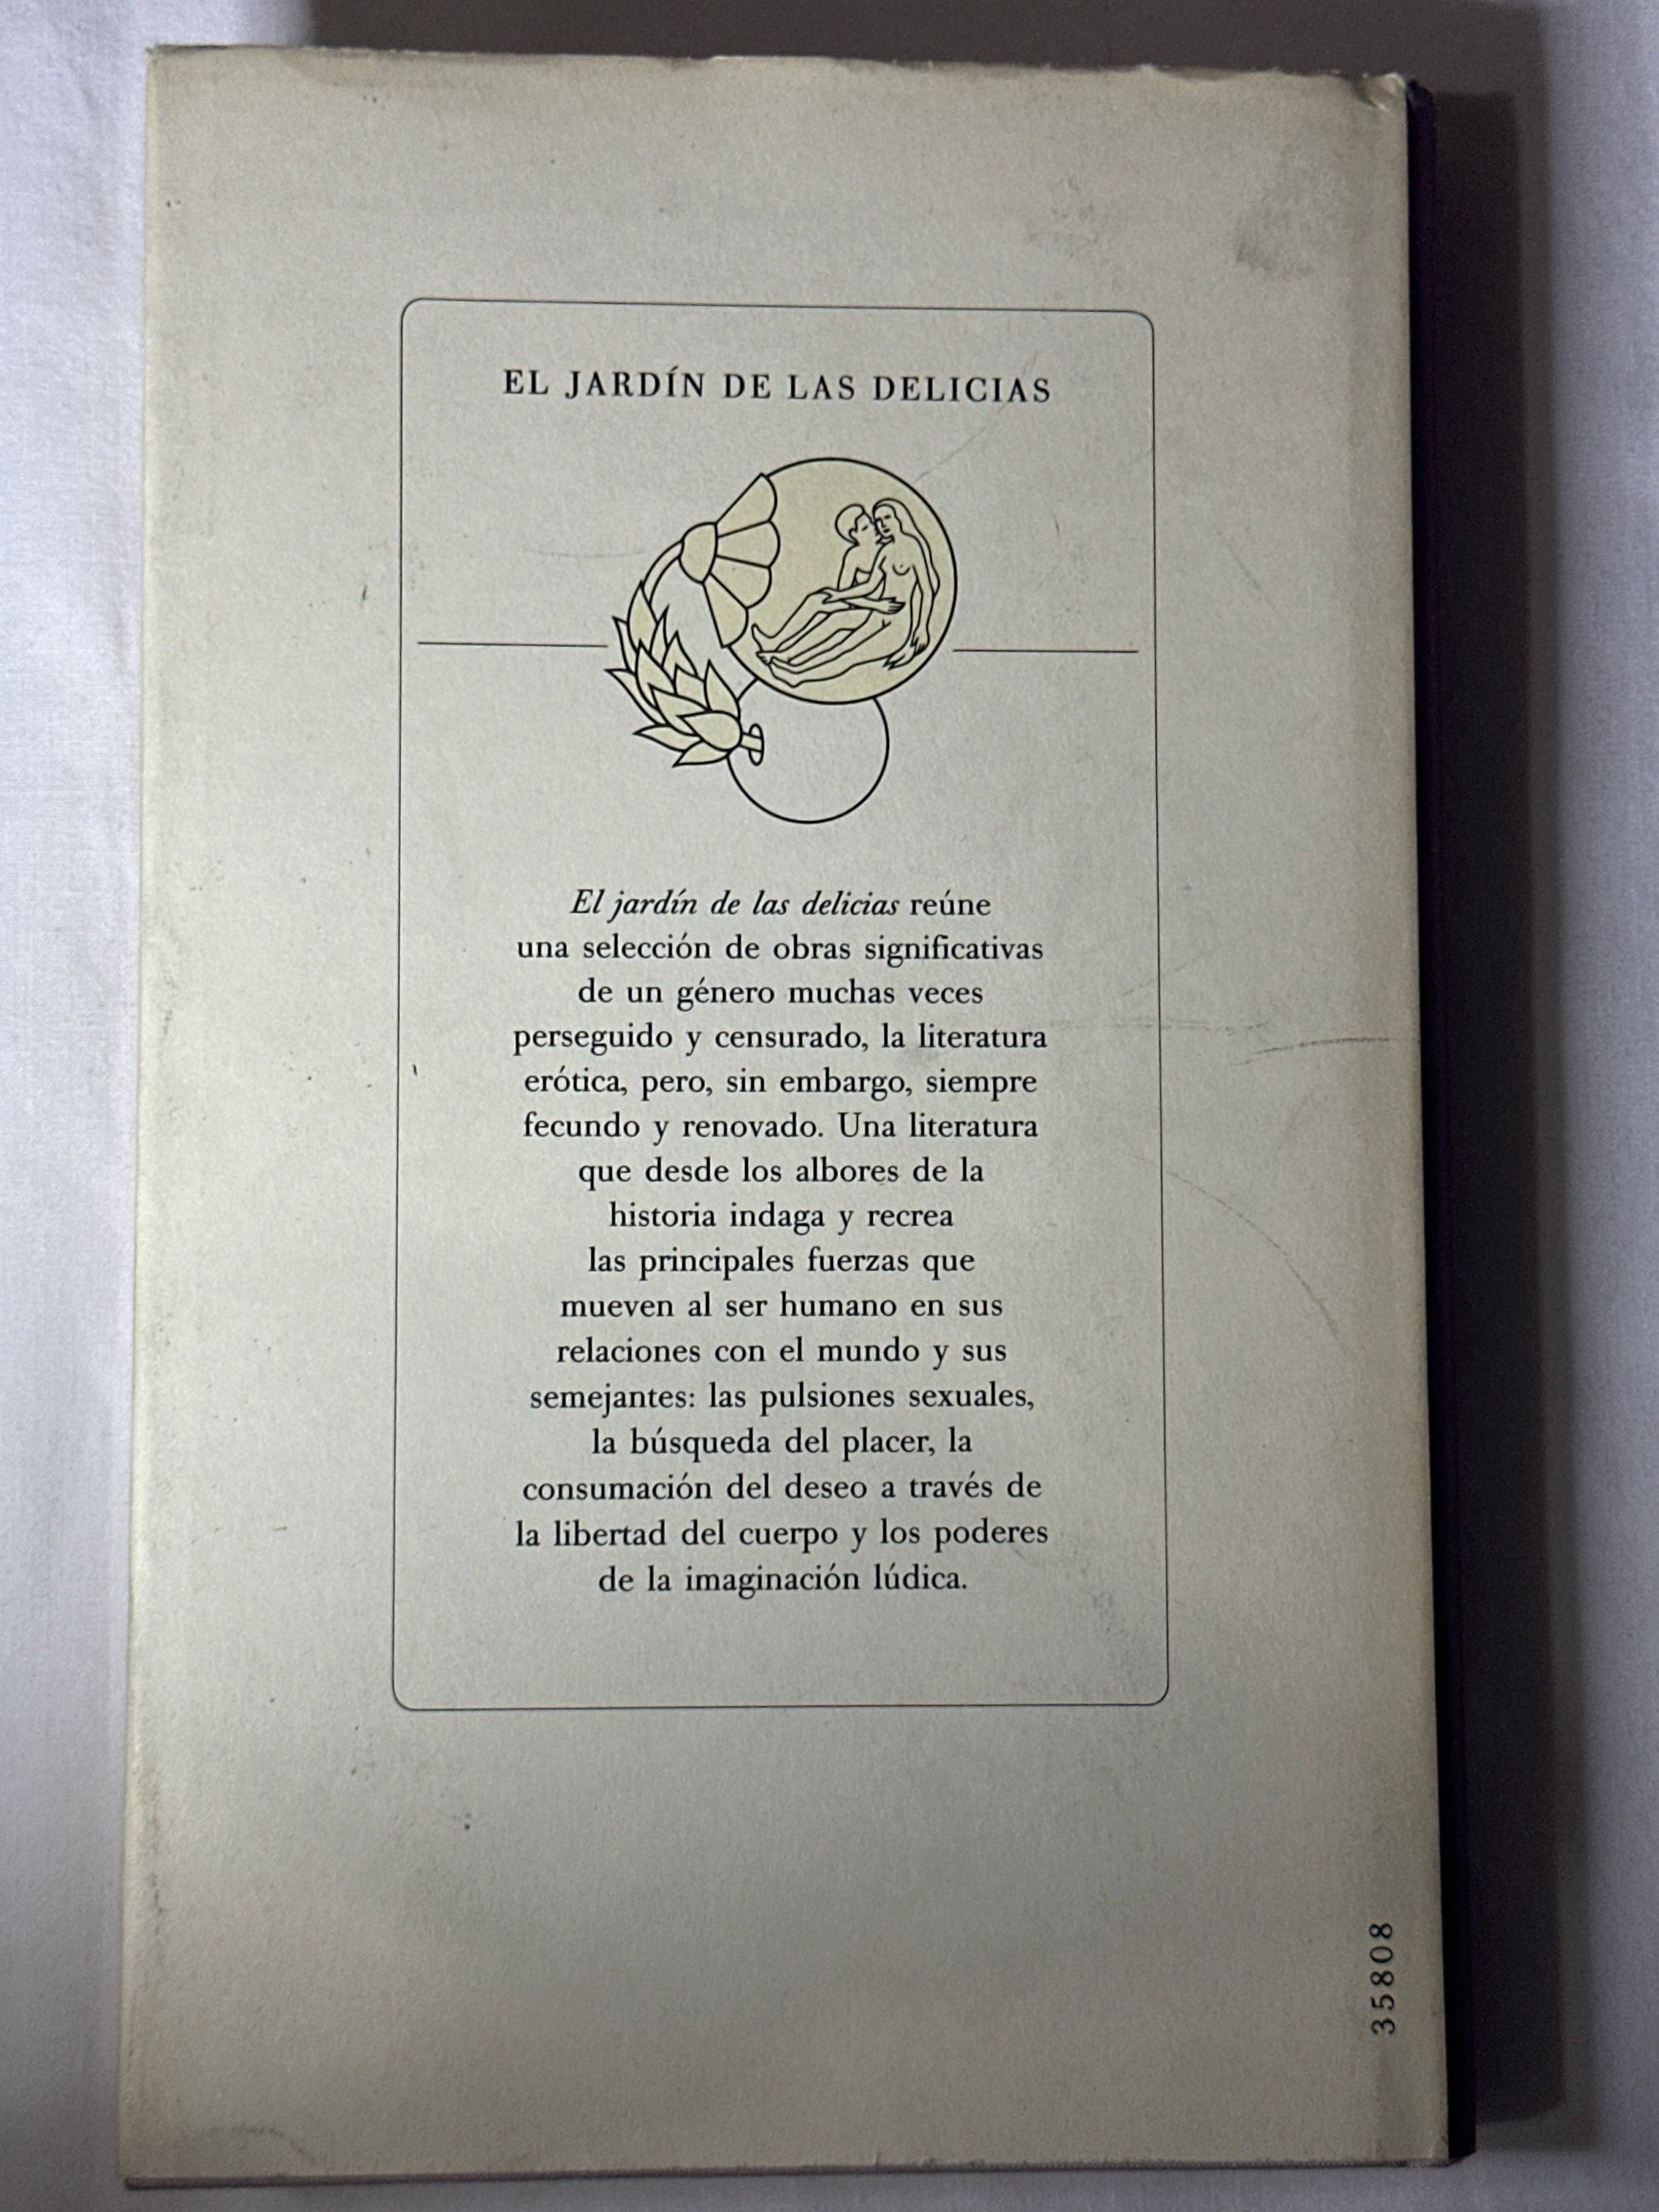 EL JARDÍN DE LAS DELICIAS
El jardín de las delicias reúne
una selección de obras significativas
de un género muchas veces
perseguido y censurado, la literatura
erótica, pero, sin embargo, siempre
fecundo y renovado. Una literatura
que desde los albores de la
historia indaga y recrea
las principales fuerzas que
mueven al ser humano en sus
relaciones con el mundo y sus
semejantes: las pulsiones sexuales,
la búsqueda del placer, la
consumación del deseo a través de
la libertad del cuerpo y los poderes
de la imaginación lúdica.
35808